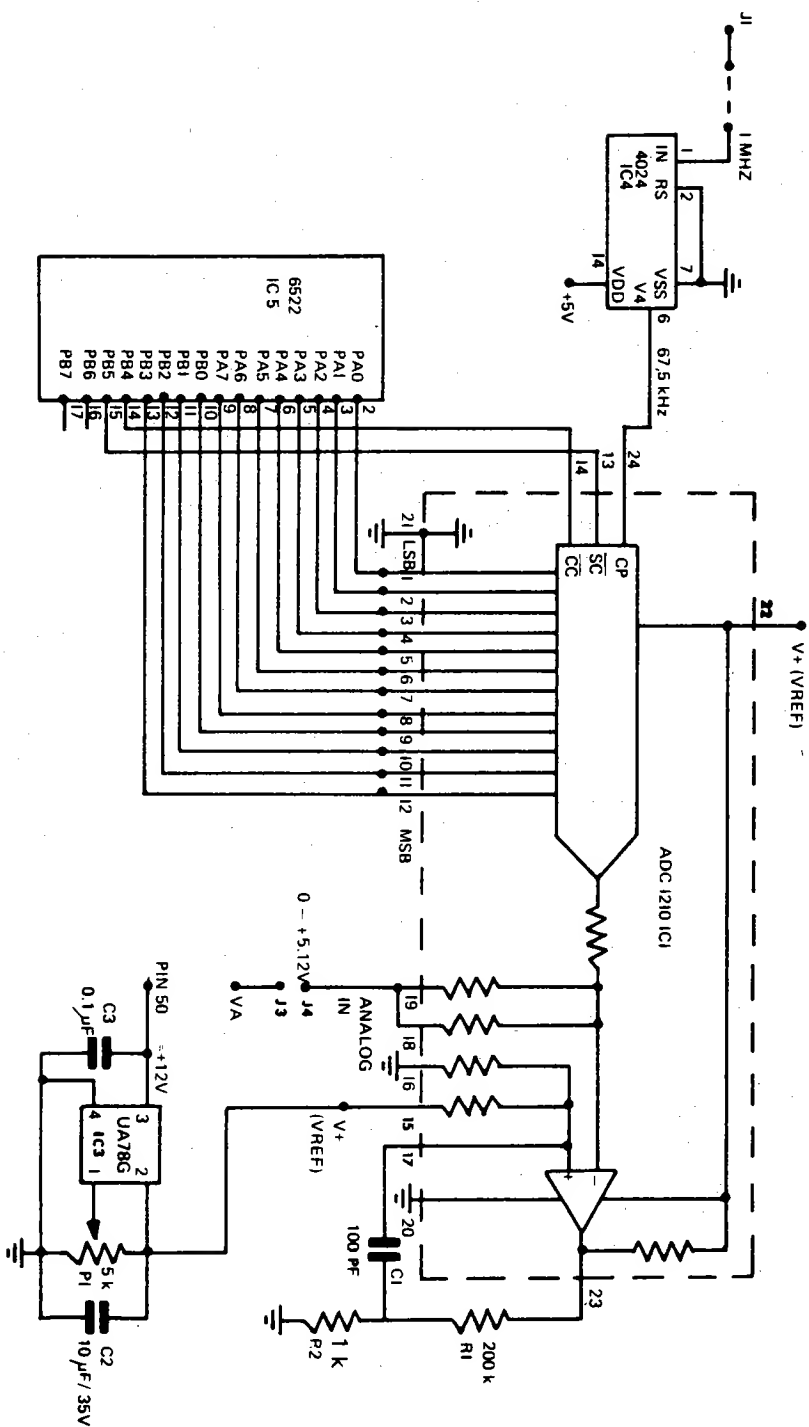 J1
1 MHZ
1
2
7
IN RS VSS
4024
IC4
V4
VDD
14
6
+5V
67,5 kHz
6522
IC 5
PA0
PA1
PA2
PA3
PA4
PA5
PA6
PA7
PB0
PB1
PB2
PB3
PB4
PB5
PB6
PB7
2
3
4
5
6
7
8
9
10
11
12
13
14
15
16
17
24
13
14
CP
SC
CC
22
V+ (VREF)
21
LSB 1
2
3
4
5
6
7
8
9
10
11
12 MSB
ADC 1210 IC1
0 – +5.12V
VA
J3
J4
ANALOG
IN
19
18
16
15
17
20
23
V+
(VREF)
+
–
C1
100 PF
200 k
R1
1 k
R2
PIN 50
=+12V
C3
0.1 µF
3
2
UA78G
IC3
4
1
5 k
P1
C2
10 µF/ 35V